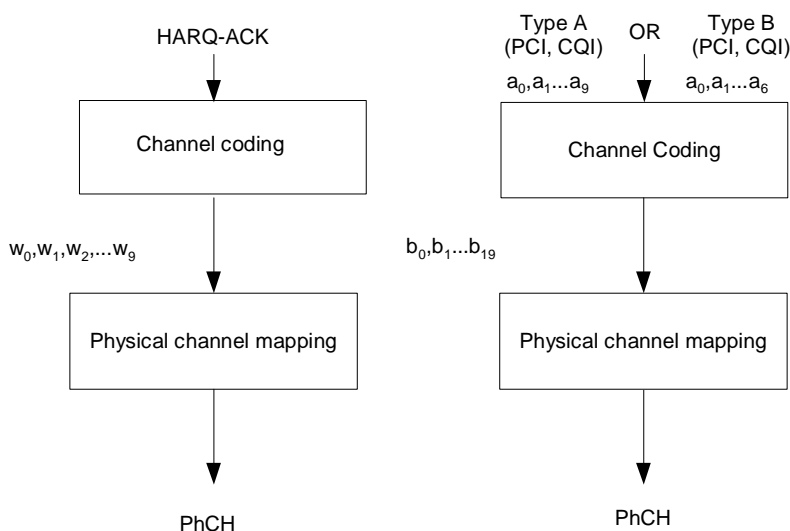 HARQ-ACK
Channel coding
w0,w1,w2,...w9
Physical channel mapping
PhCH
Type A
(PCI, CQI)
OR
Type B
(PCI, CQI)
a0,a1...a9
a0,a1...a6
Channel Coding
b0,b1...b19
Physical channel mapping
PhCH